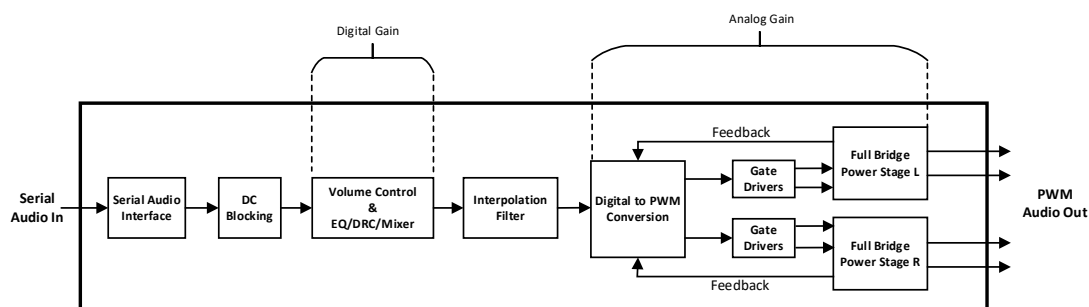 Digital Gain
Analog Gain
Serial
Audio In
Serial Audio
Interface
DC
Blocking
Volume Control
&
EQ/DRC/Mixer
Interpolation
Filter
Digital to PWM
Conversion
Feedback
Gate
Drivers
Full Bridge
Power Stage L
Gate
Drivers
Full Bridge
Power Stage R
Feedback
PWM
Audio Out